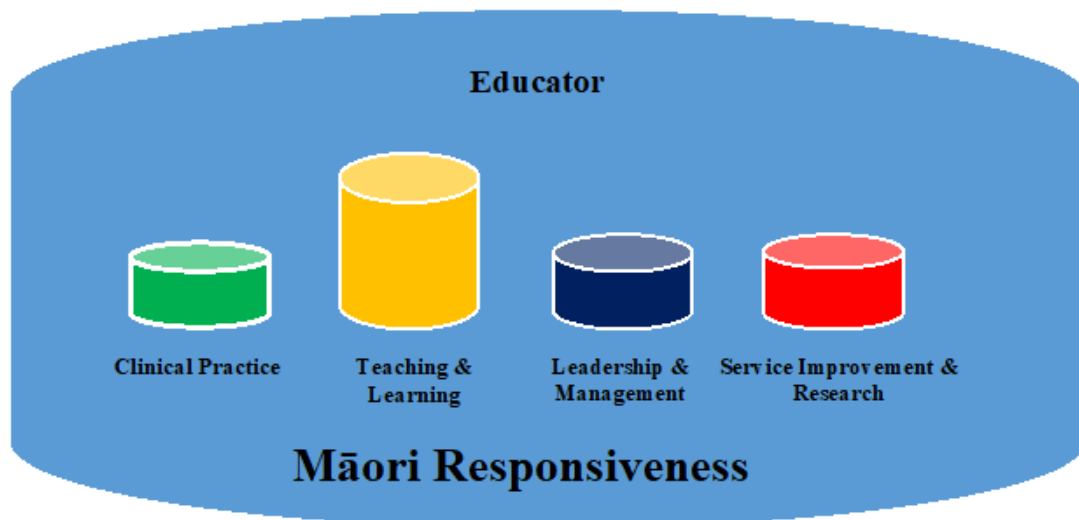 Educator
Clinical Practice
Teaching &
Learning
Leadership &
Management
Service Improvement &
Research
Māori Responsiveness